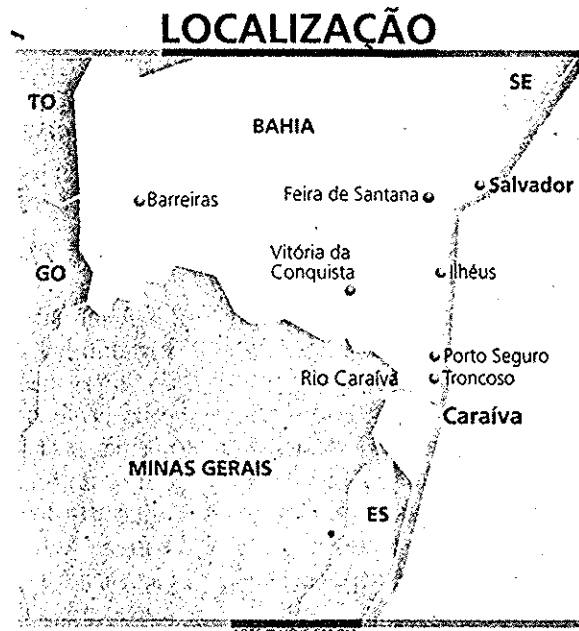 LOCALIZAÇÃO
TO
SE
BAHIA
Barreiras
Feira de Santana
Salvador
GO
Vitória da
Conquista
Ilhéus
Porto Seguro
Rio Caraíva
Troncoso
Caraíva
MINAS GERAIS
ES